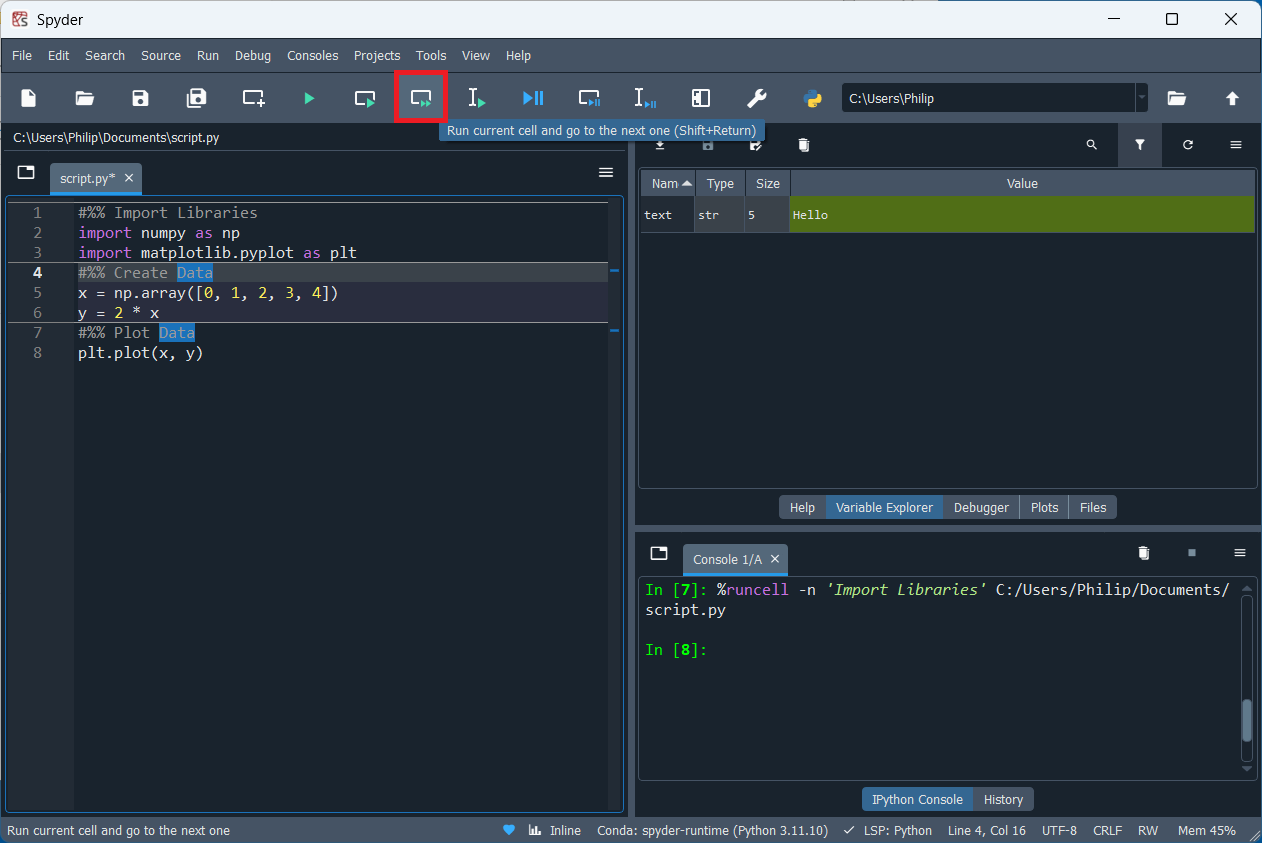 Spyder
File Edit Search Source Run Debug Consoles Projects Tools View Help
C:\Users\Philip
Run current cell and go to the next one (Shift+Return)
C:\Users\Philip\Documents\script.py
script.py*
1 #%% Import Libraries
2 import numpy as np
3 import matplotlib.pyplot as plt
4 #%% Create Data
5 x = np.array([0, 1, 2, 3, 4])
6 y = 2 * x
7 #%% Plot Data
8 plt.plot(x, y)
Nam Type Size Value
text str 5 Hello
Help Variable Explorer Debugger Plots Files
Console 1/A
In [7]: %runcell -n 'Import Libraries' C:/Users/Philip/Documents/
script.py
In [8]:
IPython Console History
Run current cell and go to the next one Inline Conda: spyder-runtime (Python 3.11.10) LSP: Python Line 4, Col 16 UTF-8 CRLF RW Mem 45%